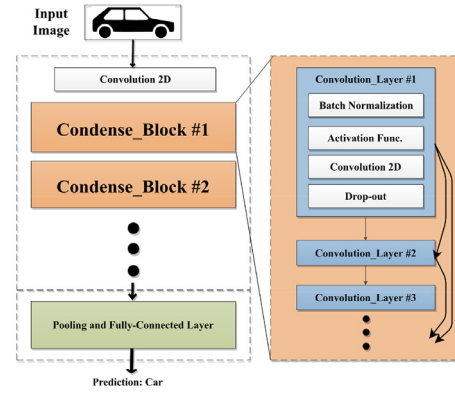 Input
Image
Convolution 2D
Condense_Block #1
Condense_Block #2
Pooling and Fully-Connected Layer
Prediction: Car
Convolution_Layer #1
Batch Normalization
Activation Func.
Convolution 2D
Drop-out
Convolution_Layer #2
Convolution_Layer #3